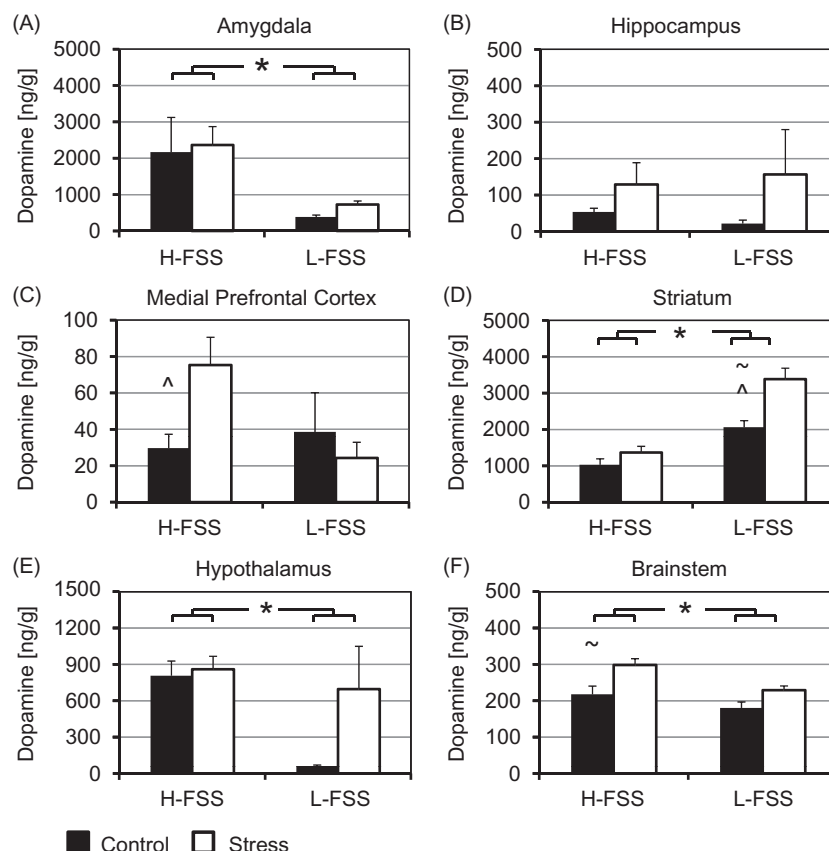 (A) Amygdala
Dopamine [ng/g]
5000
4000
3000
2000
1000
0
*
H-FSS L-FSS
(B) Hippocampus
Dopamine [ng/g]
500
400
300
200
100
0
H-FSS L-FSS
(C) Medial Prefrontal Cortex
Dopamine [ng/g]
100
80
60
40
20
0
^
H-FSS L-FSS
(D) Striatum
Dopamine [ng/g]
5000
4000
3000
2000
1000
0
*
~
^
H-FSS L-FSS
(E) Hypothalamus
Dopamine [ng/g]
1500
1200
900
600
300
0
*
H-FSS L-FSS
(F) Brainstem
Dopamine [ng/g]
500
400
300
200
100
0
*
~
H-FSS L-FSS
Control Stress